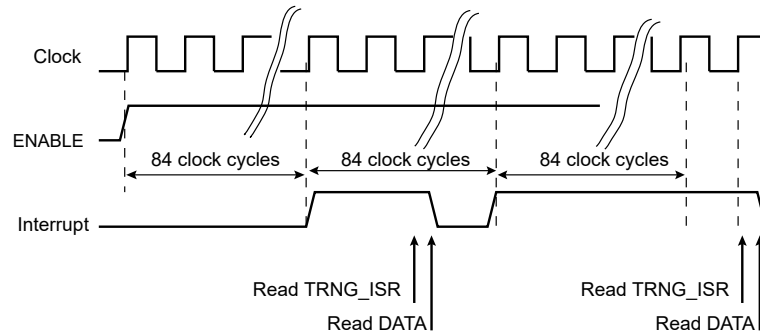 Clock
ENABLE
84 clock cycles 84 clock cycles 84 clock cycles
Interrupt
Read TRNG_ISR Read TRNG_ISR
Read DATA Read DATA